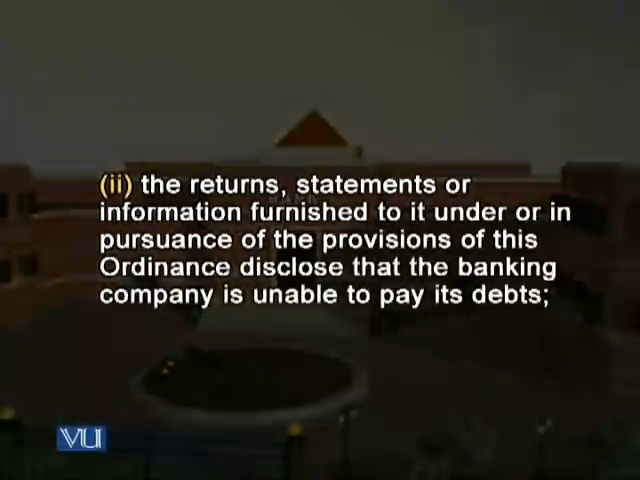 (ii) the returns, statements or
information furnished to it under or in
pursuance of the provisions of this
Ordinance disclose that the banking
company is unable to pay its debts;
VU